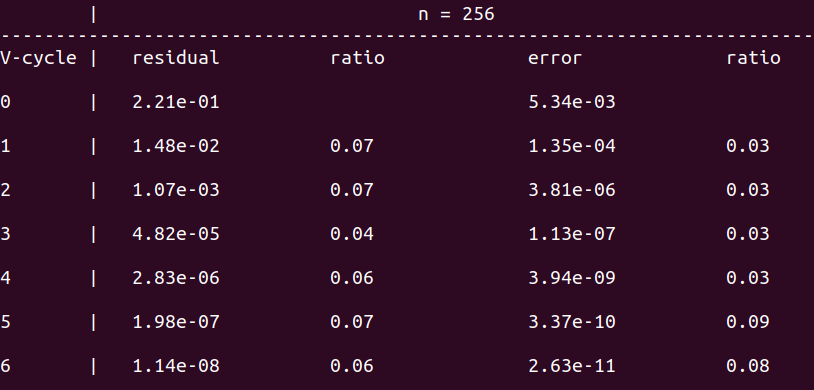 | n = 256
--------------------------------------------------------------------------
V-cycle | residual ratio error ratio
0 | 2.21e-01 5.34e-03
1 | 1.48e-02 0.07 1.35e-04 0.03
2 | 1.07e-03 0.07 3.81e-06 0.03
3 | 4.82e-05 0.04 1.13e-07 0.03
4 | 2.83e-06 0.06 3.94e-09 0.03
5 | 1.98e-07 0.07 3.37e-10 0.09
6 | 1.14e-08 0.06 2.63e-11 0.08